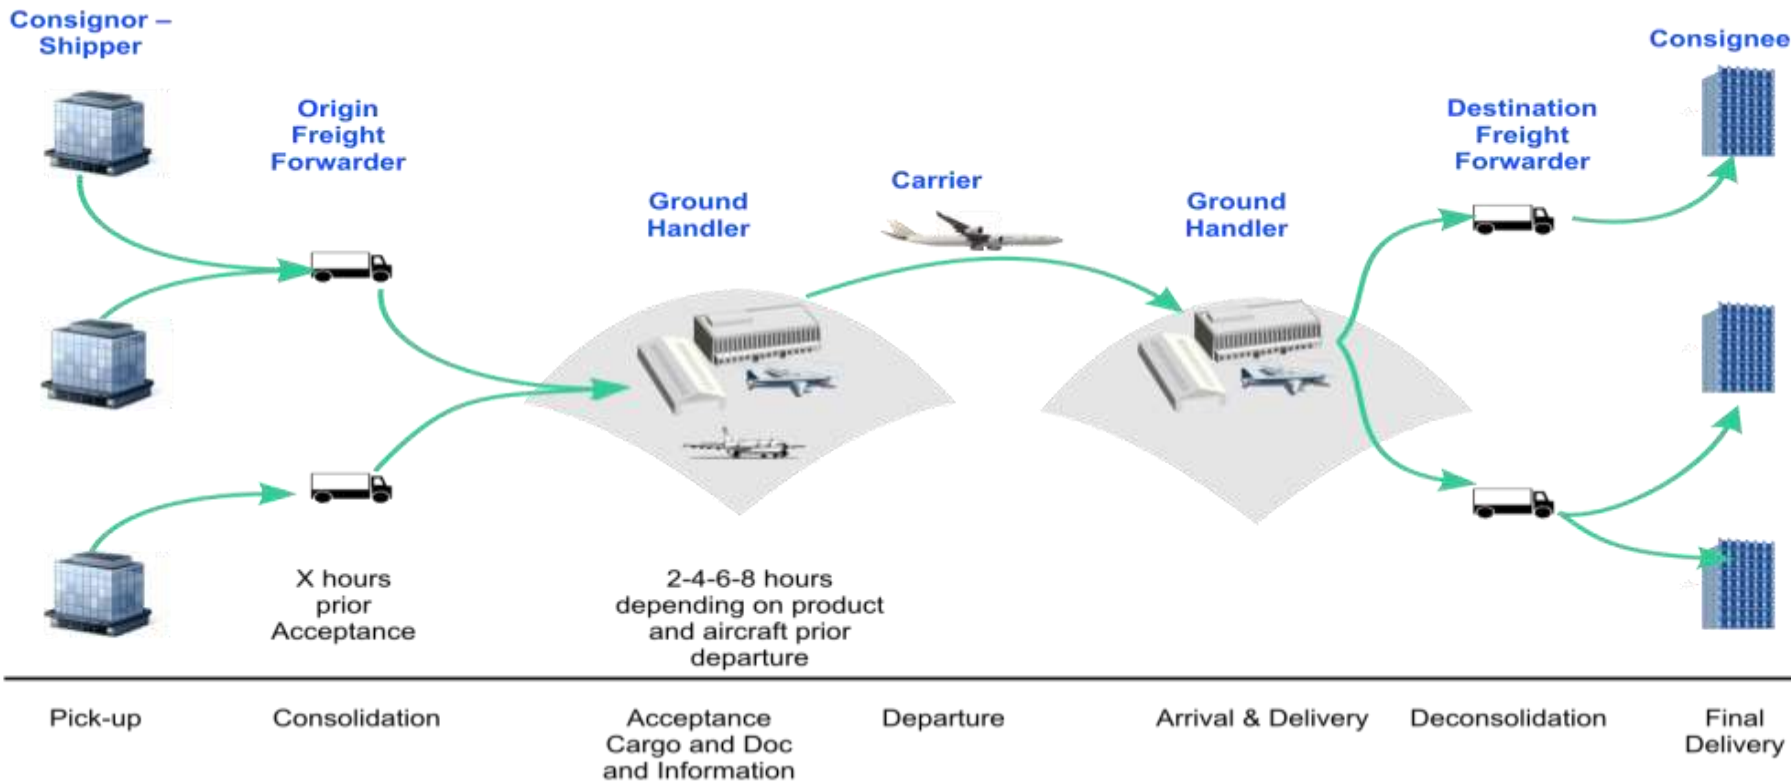 Consignor –
Shipper
Consignee
Origin
Freight
Forwarder
Destination
Freight
Forwarder
Carrier
Ground
Handler
Ground
Handler
X hours
prior
Acceptance
2-4-6-8 hours
depending on product
and aircraft prior
departure
Pick-up
Consolidation
Acceptance
Cargo and Doc
and Information
Departure
Arrival & Delivery
Deconsolidation
Final
Delivery